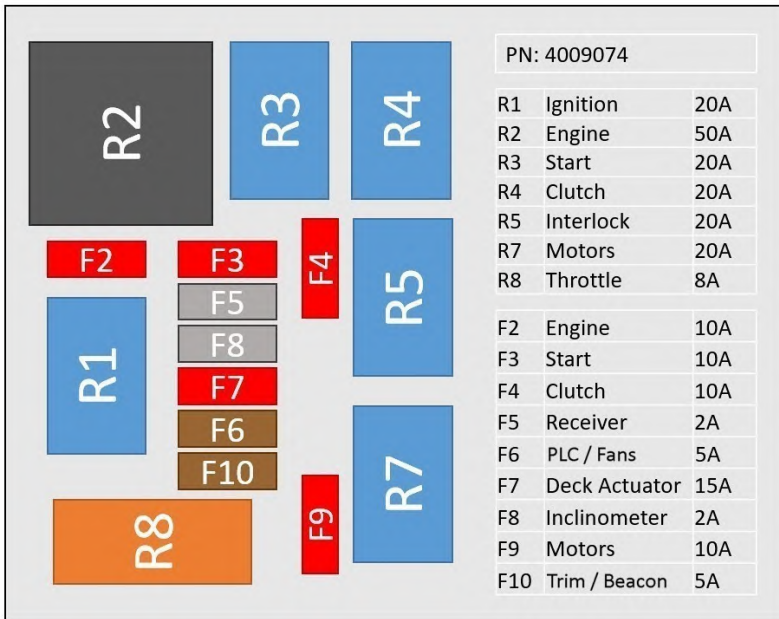 R2
R3
R4
F2
F3
F4
F5
R5
F8
R1
F7
F6
F10
R7
R8
F9
PN: 4009074
R1 Ignition 20A
R2 Engine 50A
R3 Start 20A
R4 Clutch 20A
R5 Interlock 20A
R7 Motors 20A
R8 Throttle 8A
F2 Engine 10A
F3 Start 10A
F4 Clutch 10A
F5 Receiver 2A
F6 PLC / Fans 5A
F7 Deck Actuator 15A
F8 Inclinometer 2A
F9 Motors 10A
F10 Trim / Beacon 5A